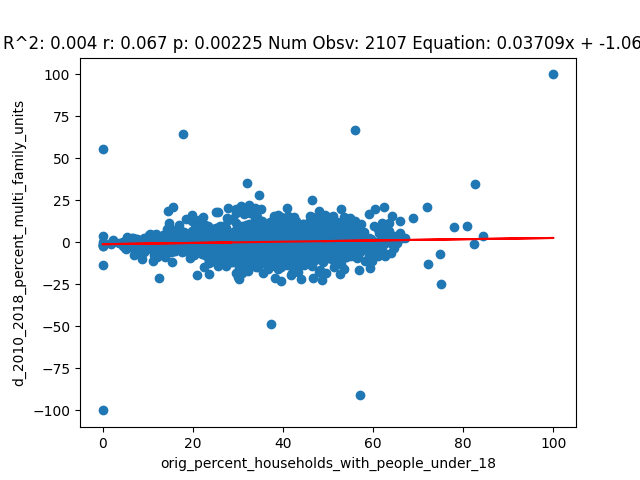 R^2: 0.004 r: 0.067 p: 0.00225 Num Obsv: 2107 Equation: 0.03709x + -1.06
100
75
50
25
0
−25
−50
−75
−100
d_2010_2018_percent_multi_family_units
0 20 40 60 80 100
orig_percent_households_with_people_under_18